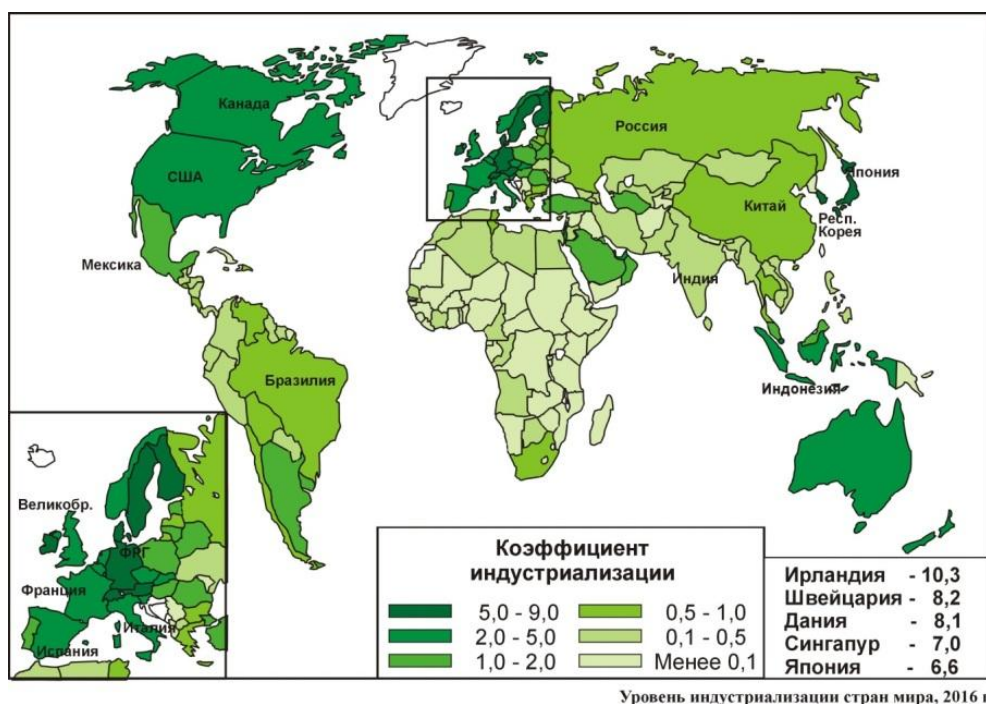 Канада
США
Мексика
Бразилия
Россия
Китай
Япония
Респ.
Корея
Индия
Индонезия
Великобр.
ФРГ
Франция
Италия
Испания
Коэффициент
индустриализации
5,0 - 9,0
2,0 - 5,0
1,0 - 2,0
0,5 - 1,0
0,1 - 0,5
Менее 0,1
Ирландия - 10,3
Швейцария - 8,2
Дания - 8,1
Сингапур - 7,0
Япония - 6,6
Уровень индустриализации стран мира, 2016 г